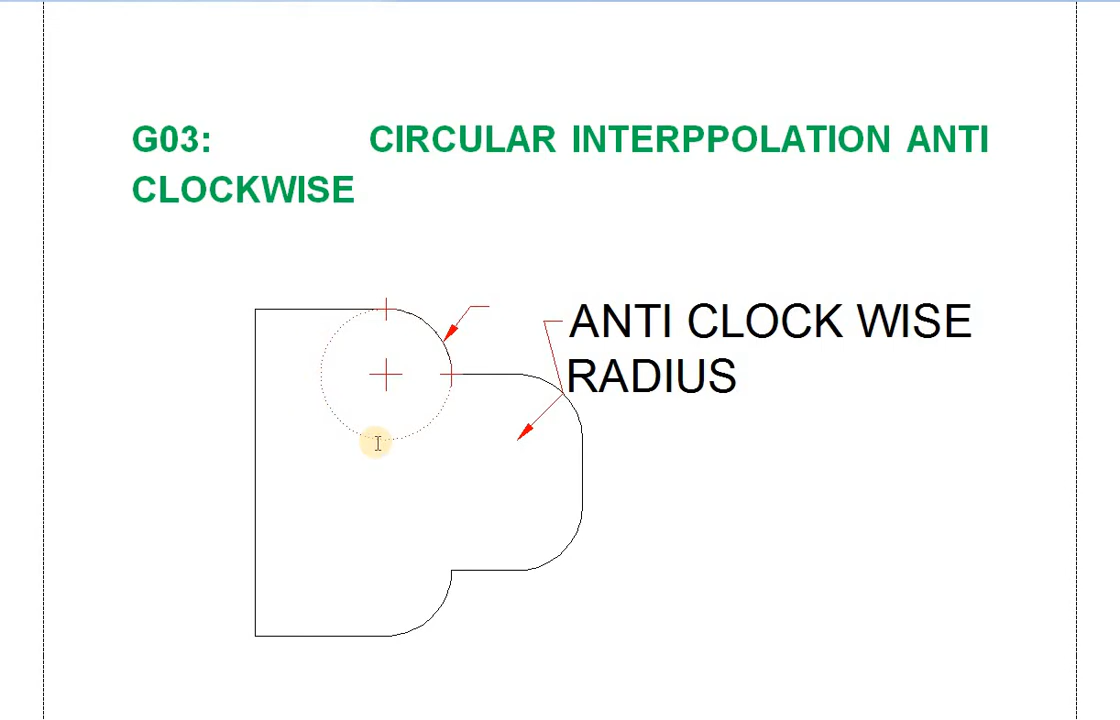 G03: CIRCULAR INTERPPOLATION ANTI
CLOCKWISE
ANTI CLOCK WISE
RADIUS